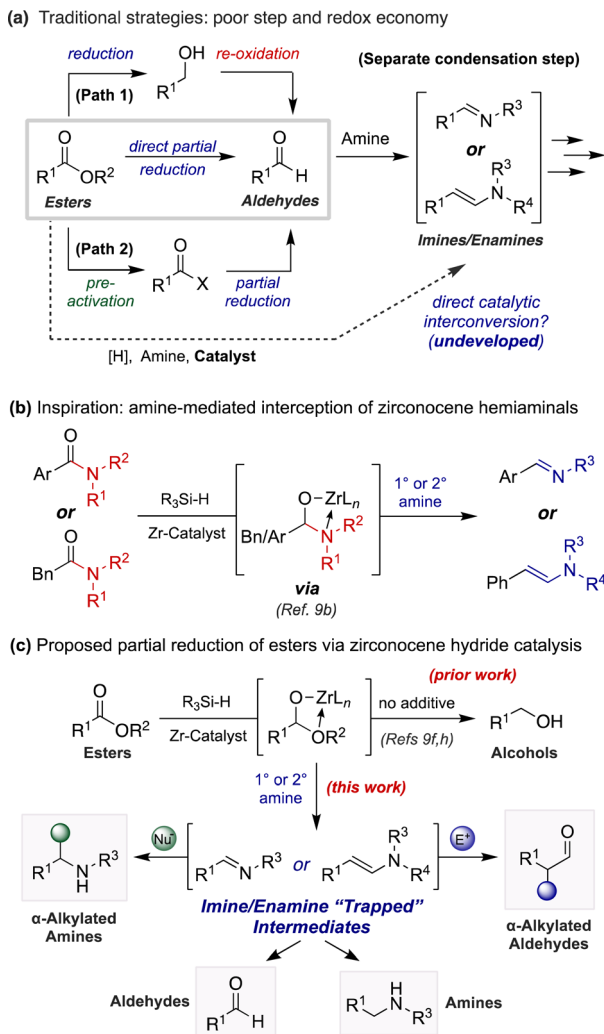 (a) Traditional strategies: poor step and redox economy
reduction
OH
re-oxidation
(Separate condensation step)
R1
(Path 1)
R1
N
R3
O
direct partial
O
Amine
or
R1
OR2
reduction
R1
H
R3
Esters
Aldehydes
N
R1
R4
(Path 2)
O
Imines/Enamines
pre-
activation
R1
X
partial
reduction
direct catalytic
interconversion?
(undeveloped)
[H], Amine, Catalyst
(b) Inspiration: amine-mediated interception of zirconocene hemiaminals
O
Ar
N
R2
R1
O
ZrLn
Ar
N
R3
or
R3Si-H
1° or 2°
amine
or
Zr-Catalyst
Bn/Ar
N
R2
R1
O
R3
Bn
N
R2
via
Ph
N
R4
R1
(Ref. 9b)
(c) Proposed partial reduction of esters via zirconocene hydride catalysis
(prior work)
O
R3Si-H
O
ZrLn
no additive
R1
OR2
Zr-Catalyst
R1
OR2
(Refs 9f,h)
R1
OH
Esters
Alcohols
1° or 2°
amine
(this work)
Nu-
R3
E+
O
R1
N
H
R3
R1
N
R3
or
R1
N
R4
R1
H
α-Alkylated
Amines
Imine/Enamine “Trapped”
Intermediates
α-Alkylated
Aldehydes
Aldehydes
O
R1
H
R1
H
N
R3
Amines